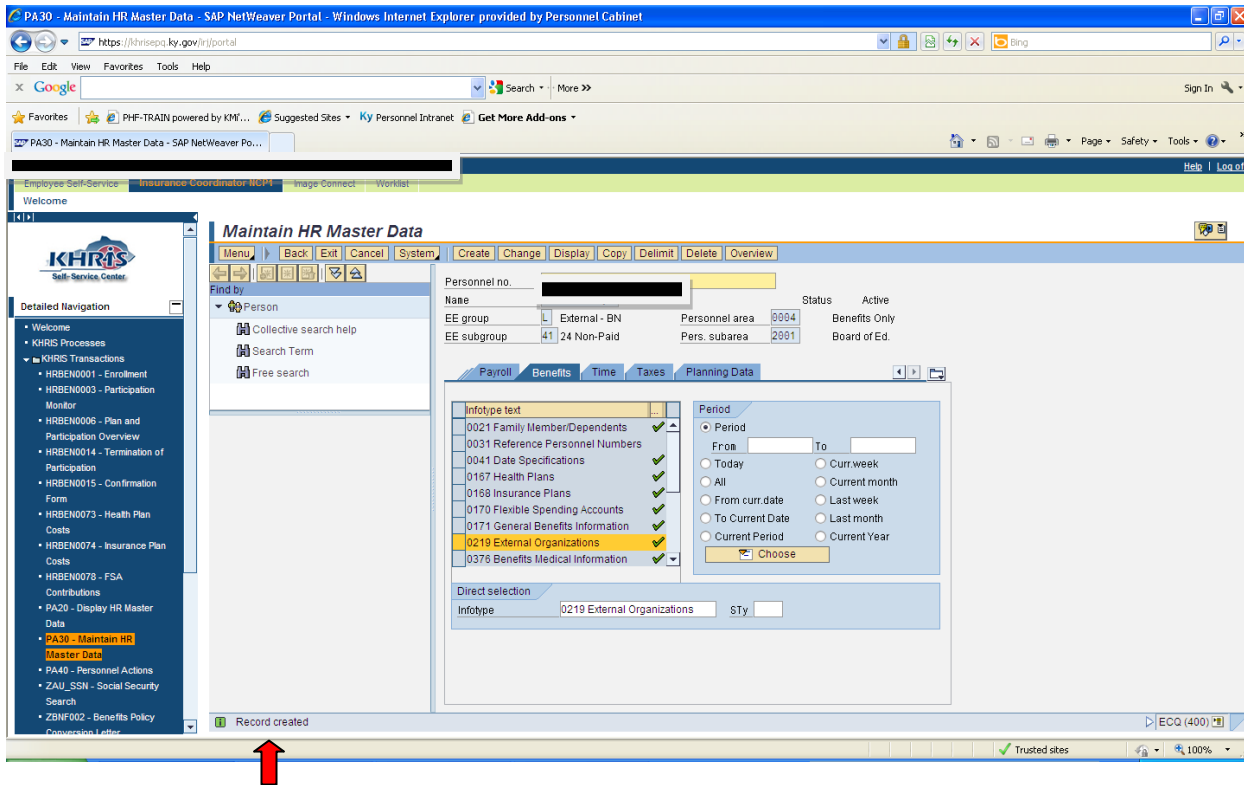 PA30 - Maintain HR Master Data - SAP NetWeaver Portal - Windows Internet Explorer provided by Personnel Cabinet
https://khrisepq.ky.gov/irj/portal
Bing
File Edit View Favorites Tools Help
x Google Search More >> Sign In
Favorites PHF-TRAIN powered by KMi'... Suggested Sites Ky Personnel Intranet Get More Add-ons
PA30 - Maintain HR Master Data - SAP NetWeaver Po... Page Safety Tools
Help | Log of
Employee Self-Service Insurance Coordinator NCP1 Image Connect Worklist
Welcome
KHRIS
Self-Service Center
Detailed Navigation
• Welcome
• KHRIS Processes
KHRIS Transactions
• HRBEN0001 - Enrollment
• HRBEN0003 - Participation
Monitor
• HRBEN0006 - Plan and
Participation Overview
• HRBEN0014 - Termination of
Participation
• HRBEN0015 - Confirmation
Form
• HRBEN0073 - Health Plan
Costs
• HRBEN0074 - Insurance Plan
Costs
• HRBEN0078 - FSA
Contributions
• PA20 - Display HR Master
Data
• PA30 - Maintain HR
Master Data
• PA40 - Personnel Actions
• ZAU_SSN - Social Security
Search
• ZBNF002 - Benefits Policy
Conversion Letter
Maintain HR Master Data
Menu Back Exit Cancel System Create Change Display Copy Delimit Delete Overview
Find by
Person
Collective search help
Search Term
Free search
Personnel no.
Name Status Active
EE group L External - BN Personnel area 0004 Benefits Only
EE subgroup 41 24 Non-Paid Pers. subarea 2001 Board of Ed.
Payroll Benefits Time Taxes Planning Data
Infotype text ...
0021 Family Member/Dependents
0031 Reference Personnel Numbers
0041 Date Specifications
0167 Health Plans
0168 Insurance Plans
0170 Flexible Spending Accounts
0171 General Benefits Information
0219 External Organizations
0376 Benefits Medical Information
Period
Period
From To
Today Curr.week
All Current month
From curr.date Last week
To Current Date Last month
Current Period Current Year
Choose
Direct selection
Infotype 0219 External Organizations STy
Record created
ECQ (400)
Trusted sites 100%